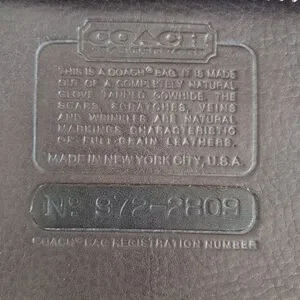 COACH®
THIS IS A COACH® BAG. IT IS MADE
OUT OF A COMPLETELY NATURAL
GLOVE TANNED COWHIDE. THE
SCARS, SCRATCHES, VEINS
AND WRINKLES ARE NATURAL
MARKINGS CHARACTERISTIC
OF FULL GRAIN LEATHERS.
MADE IN NEW YORK CITY, U.S.A.
No 972-2809
COACH® BAG REGISTRATION NUMBER